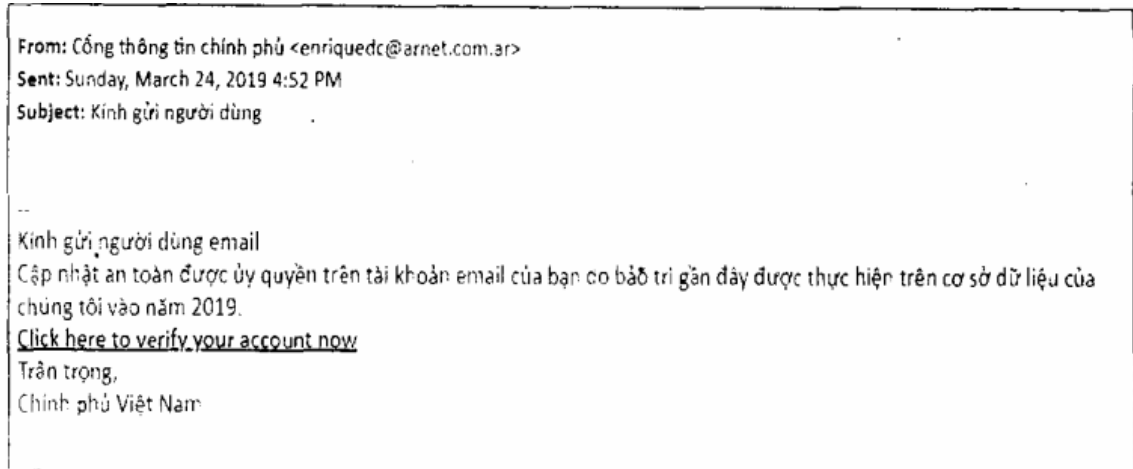 From: Cổng thông tin chính phủ <enriquedc@arnet.com.ar>
Sent: Sunday, March 24, 2019 4:52 PM
Subject: Kính gửi người dùng
--
Kính gửi người dùng email
Cập nhật an toàn được ủy quyền trên tài khoản email của bạn do bảo trì gần đây được thực hiện trên cơ sở dữ liệu của
chúng tôi vào năm 2019.
Click here to verify your account now
Trân trọng,
Chính phủ Việt Nam